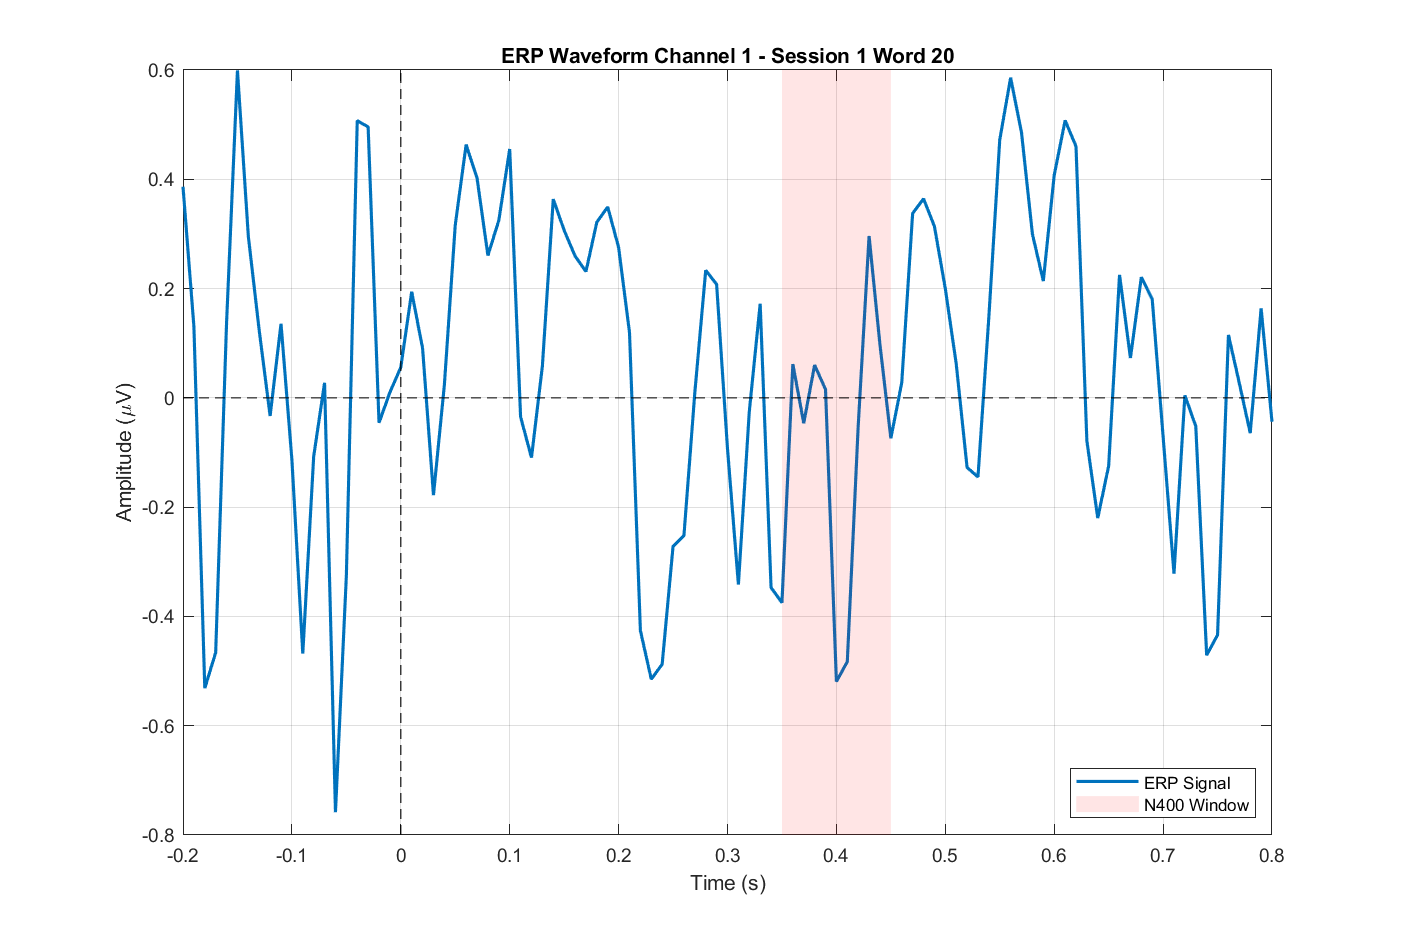 ERP Waveform Channel 1 - Session 1 Word 20
0.6
0.4
0.2
0
-0.2
-0.4
-0.6
-0.8
Amplitude (μV)
-0.2 -0.1 0 0.1 0.2 0.3 0.4 0.5 0.6 0.7 0.8
Time (s)
ERP Signal
N400 Window